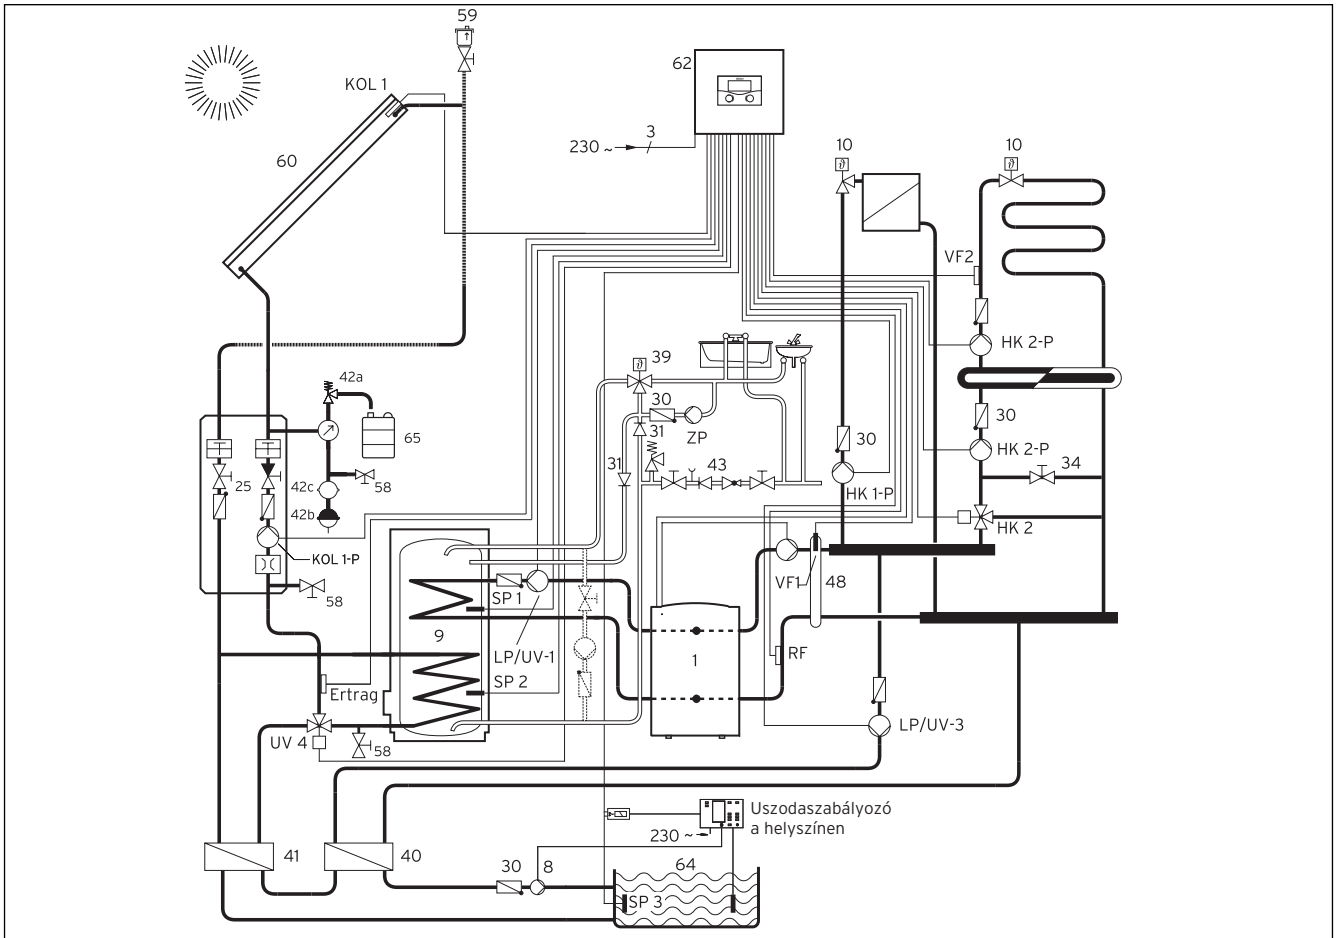 59
62
KOL 1
3
230 ~
10
10
60
VF2
HK 2-P
39
42a
30
65
ZP
31
30
30
HK 2-P
31
43
34
25
58
42c
HK 1-P
42b
HK 2
KOL 1-P
VF1
48
58
SP 1
9
LP/UV-1
1
RF
SP 2
Ertrag
UV 4
58
LP/UV-3
Uszodaszabályozó
a helyszínen
230 ~
41
40
30
8
64
SP 3